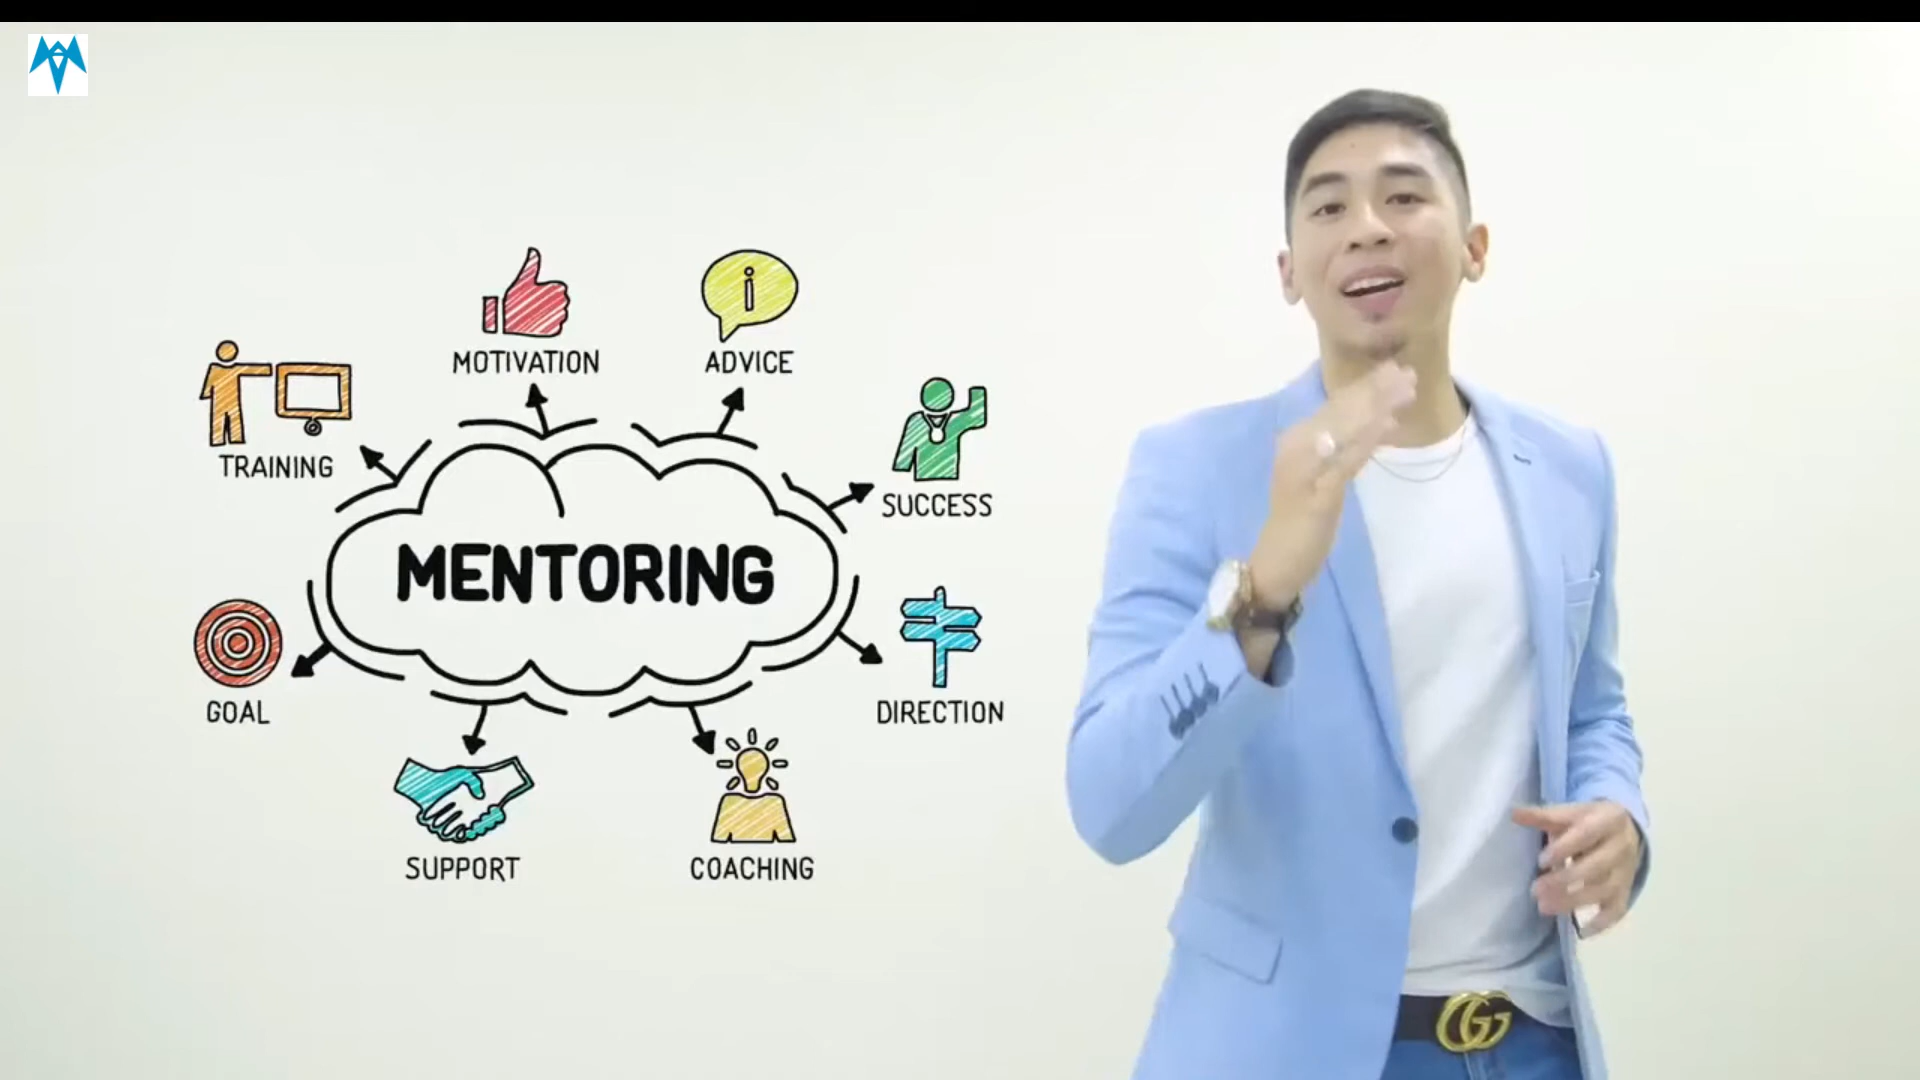 MOTIVATION
ADVICE
TRAINING
SUCCESS
MENTORING
GOAL
DIRECTION
SUPPORT
COACHING